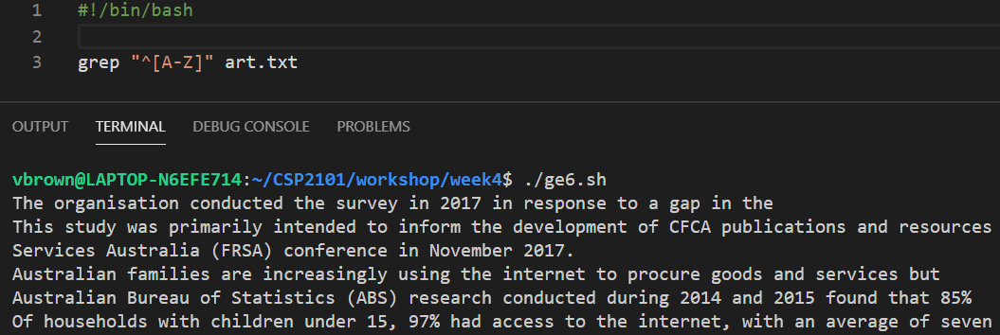 1 #!/bin/bash
2
3 grep "^[A-Z]" art.txt
OUTPUT TERMINAL DEBUG CONSOLE PROBLEMS
vbrown@LAPTOP-N6EFE714:~/CSP2101/workshop/week4$ ./ge6.sh
The organisation conducted the survey in 2017 in response to a gap in the
This study was primarily intended to inform the development of CFCA publications and resources
Services Australia (FRSA) conference in November 2017.
Australian families are increasingly using the internet to procure goods and services but
Australian Bureau of Statistics (ABS) research conducted during 2014 and 2015 found that 85%
Of households with children under 15, 97% had access to the internet, with an average of seven